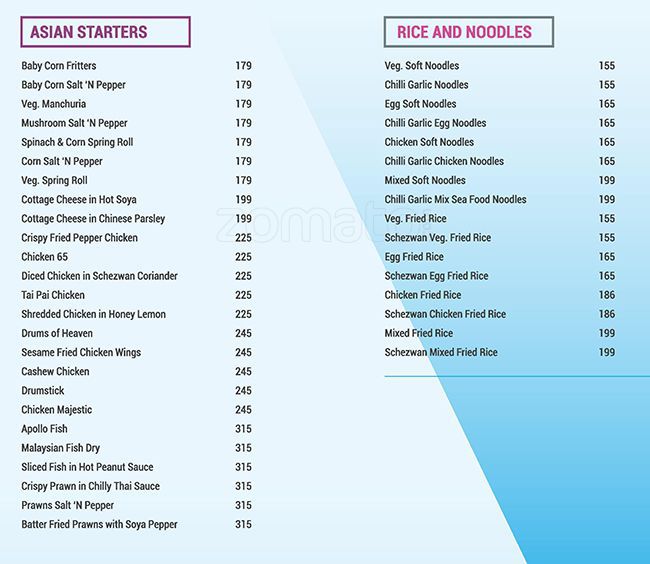 ASIAN STARTERS
Baby Corn Fritters 179
Baby Corn Salt ‘N Pepper 179
Veg. Manchuria 179
Mushroom Salt ‘N Pepper 179
Spinach & Corn Spring Roll 179
Corn Salt ‘N Pepper 179
Veg. Spring Roll 179
Cottage Cheese in Hot Soya 199
Cottage Cheese in Chinese Parsley 199
Crispy Fried Pepper Chicken 225
Chicken 65 225
Diced Chicken in Schezwan Coriander 225
Tai Pai Chicken 225
Shredded Chicken in Honey Lemon 225
Drums of Heaven 245
Sesame Fried Chicken Wings 245
Cashew Chicken 245
Drumstick 245
Chicken Majestic 245
Apollo Fish 315
Malaysian Fish Dry 315
Sliced Fish in Hot Peanut Sauce 315
Crispy Prawn in Chilly Thai Sauce 315
Prawns Salt ‘N Pepper 315
Batter Fried Prawns with Soya Pepper 315
RICE AND NOODLES
Veg. Soft Noodles 155
Chilli Garlic Noodles 155
Egg Soft Noodles 165
Chilli Garlic Egg Noodles 165
Chicken Soft Noodles 165
Chilli Garlic Chicken Noodles 165
Mixed Soft Noodles 199
Chilli Garlic Mix Sea Food Noodles 199
Veg. Fried Rice 155
Schezwan Veg. Fried Rice 155
Egg Fried Rice 165
Schezwan Egg Fried Rice 165
Chicken Fried Rice 186
Schezwan Chicken Fried Rice 186
Mixed Fried Rice 199
Schezwan Mixed Fried Rice 199
zomato